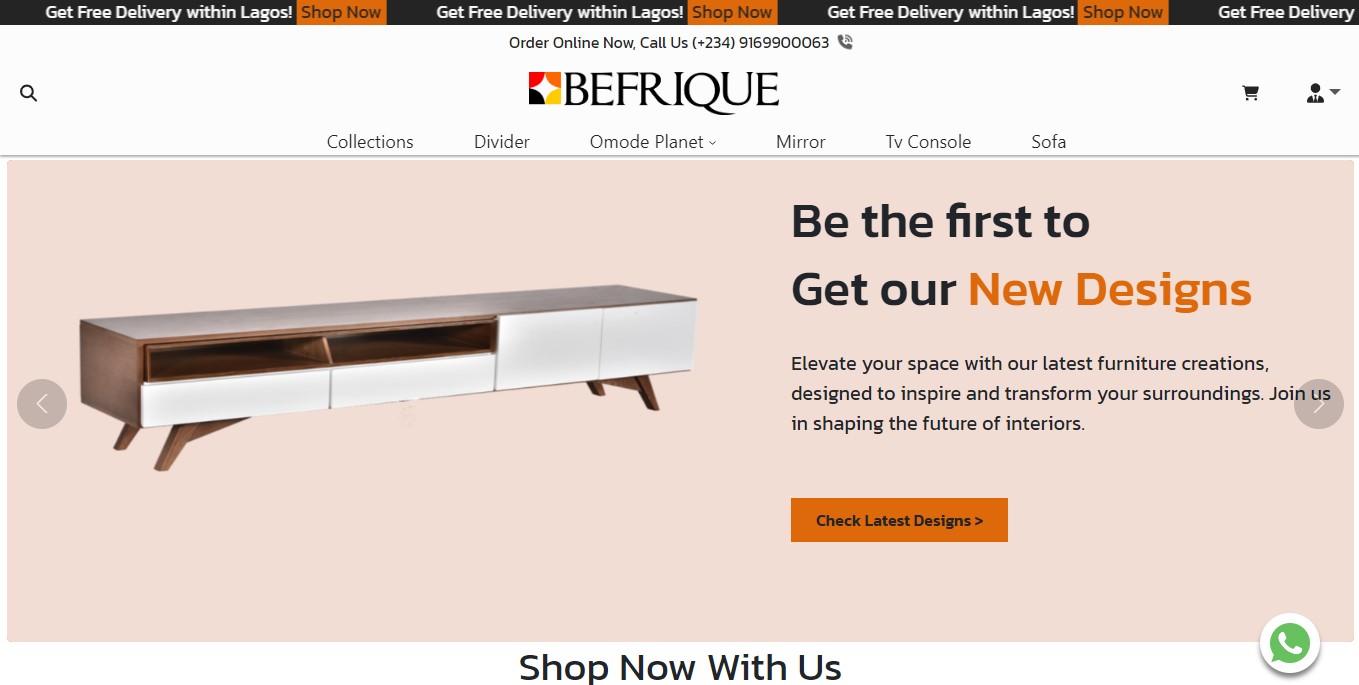 Get Free Delivery within Lagos! Shop Now Get Free Delivery within Lagos! Shop Now Get Free Delivery within Lagos! Shop Now Get Free Delivery
Order Online Now, Call Us (+234) 9169900063
BEFRIQUE
Collections Divider Omode Planet Mirror Tv Console Sofa
Be the first to
Get our New Designs
Elevate your space with our latest furniture creations,
designed to inspire and transform your surroundings. Join us
in shaping the future of interiors.
Check Latest Designs >
Shop Now With Us